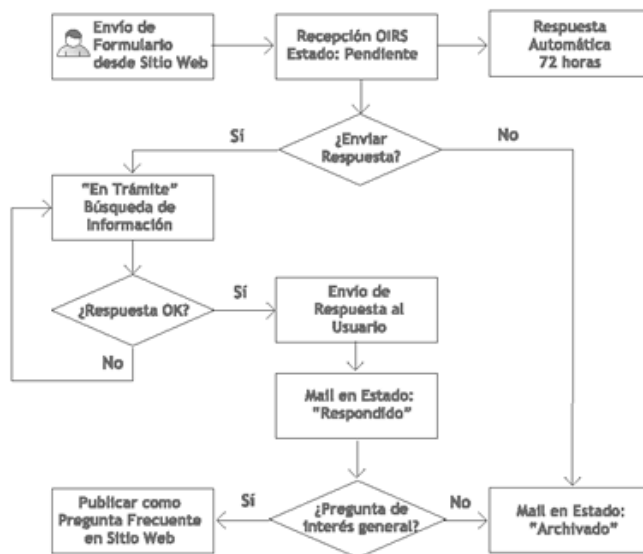 Envío de
Formulario
desde Sitio Web
Recepción OIRS
Estado: Pendiente
Respuesta
Automática
72 horas
Sí
¿Enviar
Respuesta?
No
"En Trámite"
Búsqueda de
Información
¿Respuesta OK?
Sí
No
Envío de
Respuesta al
Usuario
Mail en Estado:
"Respondido"
¿Pregunta de
interés general?
Sí
No
Publicar como
Pregunta Frecuente
en Sitio Web
Mail en Estado:
"Archivado"